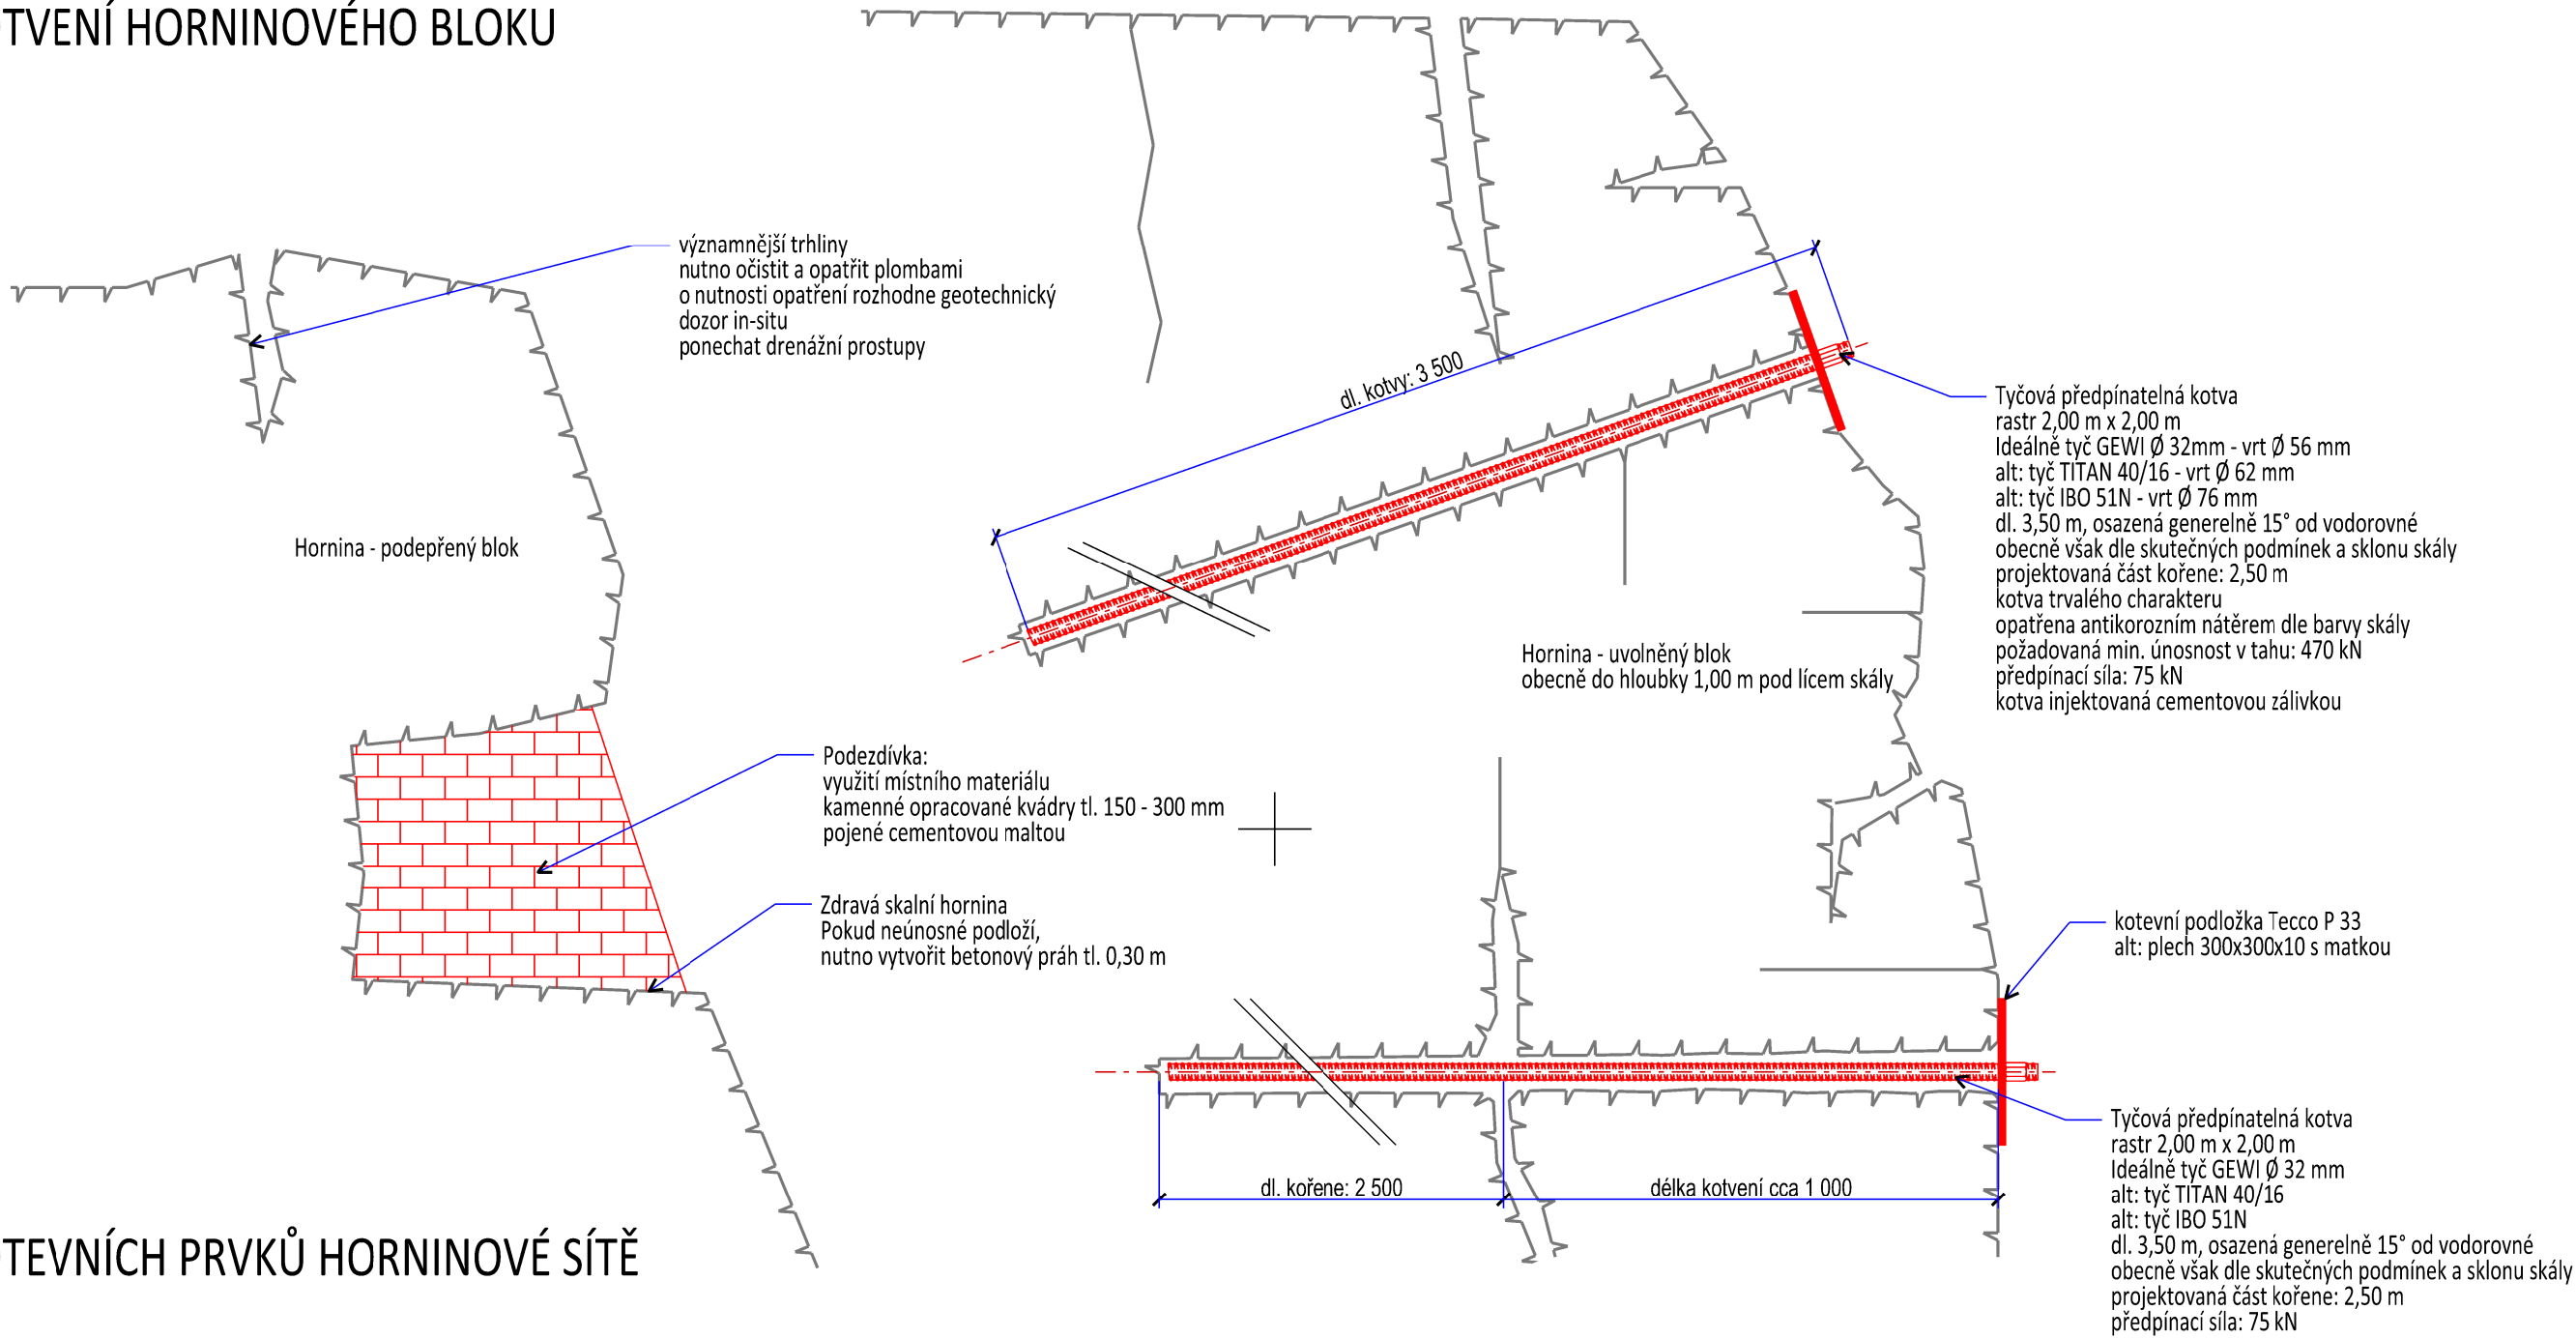 TVENÍ HORNINOVÉHO BLOKU
významnější trhliny
nutno očistit a opatřit plombami
o nutnosti opatření rozhodne geotechnický
dozor in-situ
ponechat drenážní prostupy
dl. kotvy: 3 500
Tyčová předpínatelná kotva
rastr 2,00 m x 2,00 m
Ideálně tyč GEWI Ø 32mm - vrt Ø 56 mm
alt: tyč TITAN 40/16 - vrt Ø 62 mm
alt: tyč IBO 51N - vrt Ø 76 mm
dl. 3,50 m, osazená generelně 15° od vodorovné
obecně však dle skutečných podmínek a sklonu skály
projektovaná část kořene: 2,50 m
kotva trvalého charakteru
opatřena antikorozním nátěrem dle barvy skály
požadovaná min. únosnost v tahu: 470 kN
předpínací síla: 75 kN
kotva injektovaná cementovou zálivkou
Hornina - podepřený blok
Hornina - uvolněný blok
obecně do hloubky 1,00 m pod lícem skály
Podezdívka:
využití místního materiálu
kamenné opracované kvádry tl. 150 - 300 mm
pojené cementovou maltou
Zdravá skalní hornina
Pokud neúnosné podloží,
nutno vytvořit betonový práh tl. 0,30 m
kotevní podložka Tecco P 33
alt: plech 300x300x10 s matkou
dl. kořene: 2 500
délka kotvení cca 1 000
Tyčová předpínatelná kotva
rastr 2,00 m x 2,00 m
Ideálně tyč GEWI Ø 32 mm
alt: tyč TITAN 40/16
alt: tyč IBO 51N
dl. 3,50 m, osazená generelně 15° od vodorovné
obecně však dle skutečných podmínek a sklonu skály
projektovaná část kořene: 2,50 m
předpínací síla: 75 kN
TEVNÍCH PRVKŮ HORNINOVÉ SÍTĚ